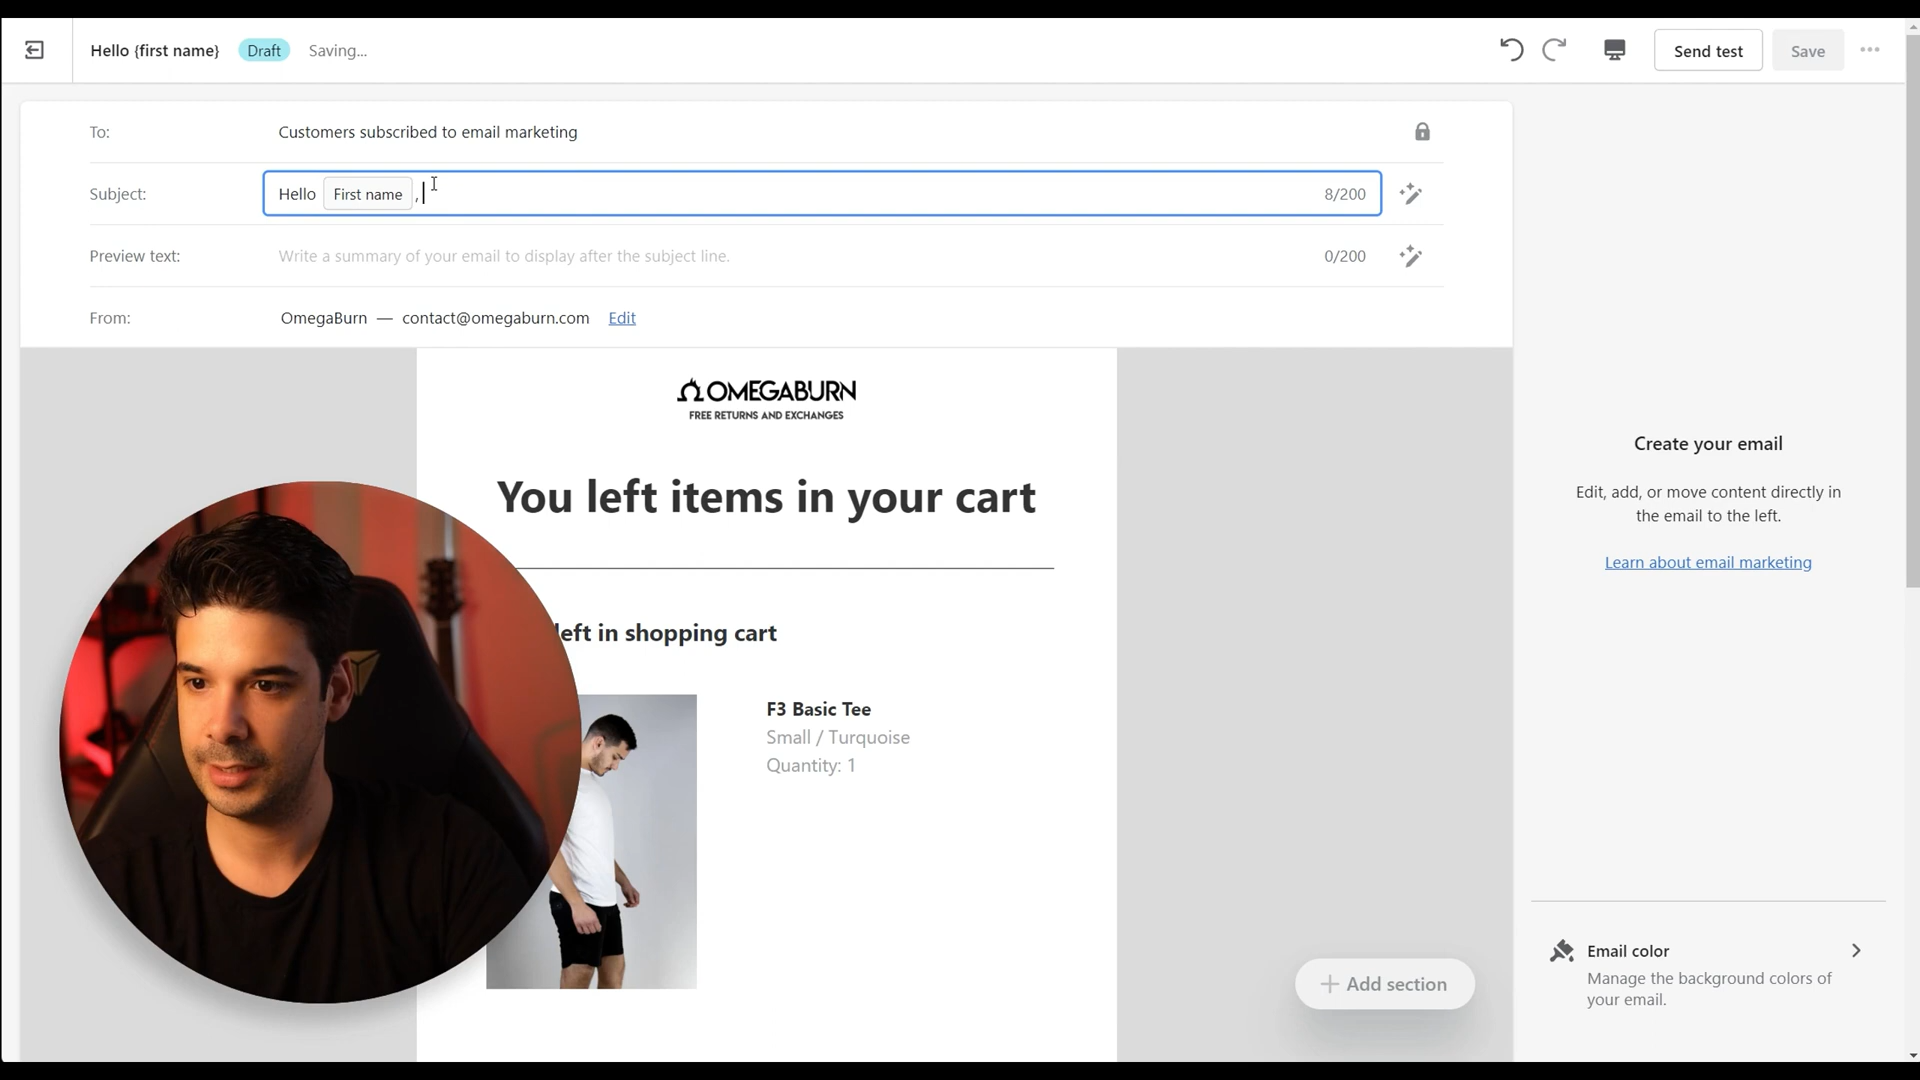 Hello {first name} Draft Saving... Send test Save
To: Customers subscribed to email marketing
Subject: Hello First name , 8/200
Preview text: Write a summary of your email to display after the subject line. 0/200
From: OmegaBurn — contact@omegaburn.com Edit
OMEGABURN
FREE RETURNS AND EXCHANGES
You left items in your cart
left in shopping cart
F3 Basic Tee
Small / Turquoise
Quantity: 1
Add section
Create your email
Edit, add, or move content directly in
the email to the left.
Learn about email marketing
Email color
Manage the background colors of
your email.